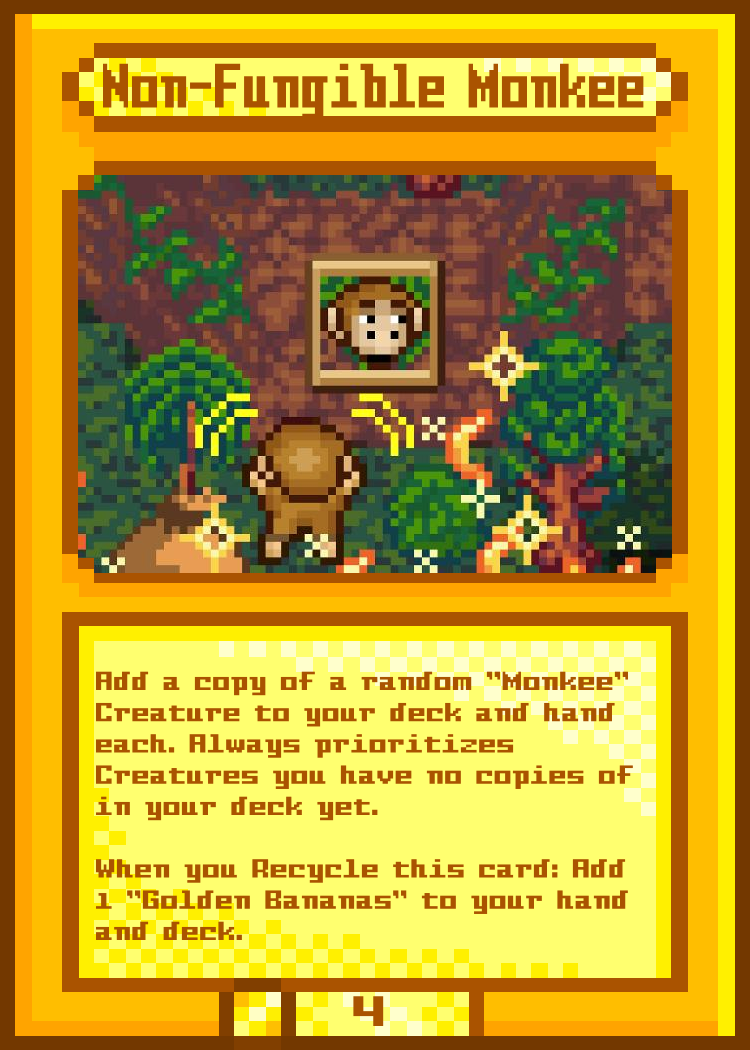 Non-Fungible Monkee
Add a copy of a random "Monkee"
Creature to your deck and hand
each. Always prioritizes
Creatures you have no copies of
in your deck yet.
When you Recycle this card: Add
1 "Golden Bananas" to your hand
and deck.
4